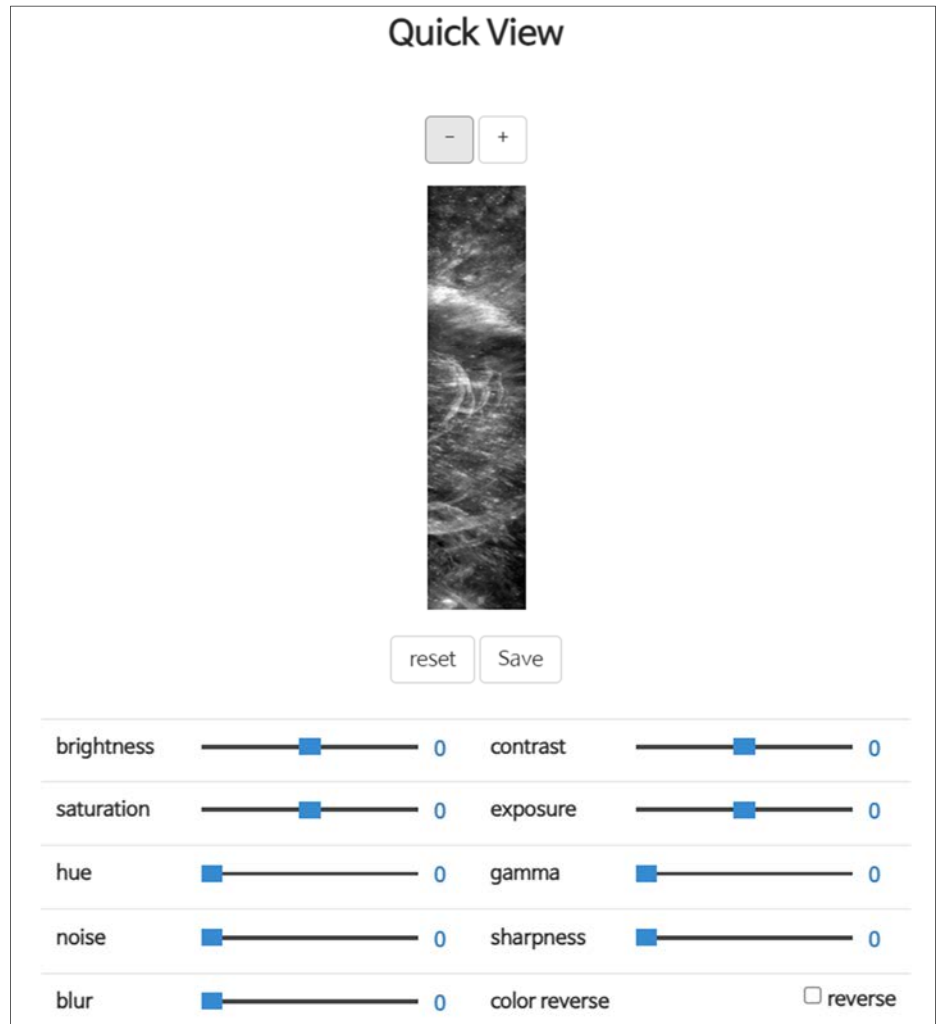 Quick View
− +
reset Save
brightness 0 contrast 0
saturation 0 exposure 0
hue 0 gamma 0
noise 0 sharpness 0
blur 0 color reverse reverse